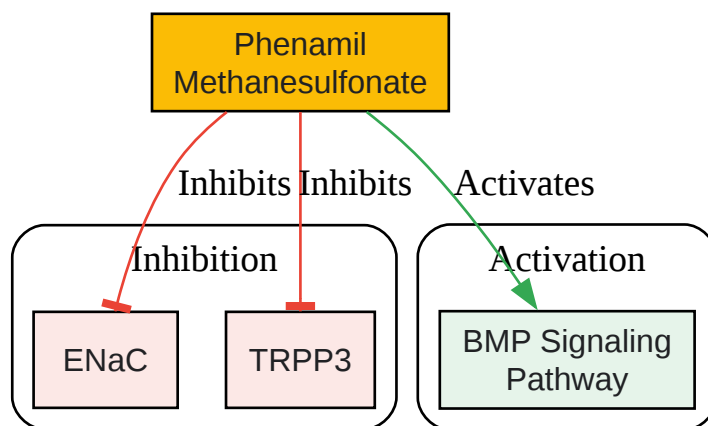 Phenamil
Methanesulfonate
Inhibits
Inhibits
Activates
Inhibition
Activation
ENaC
TRPP3
BMP Signaling
Pathway